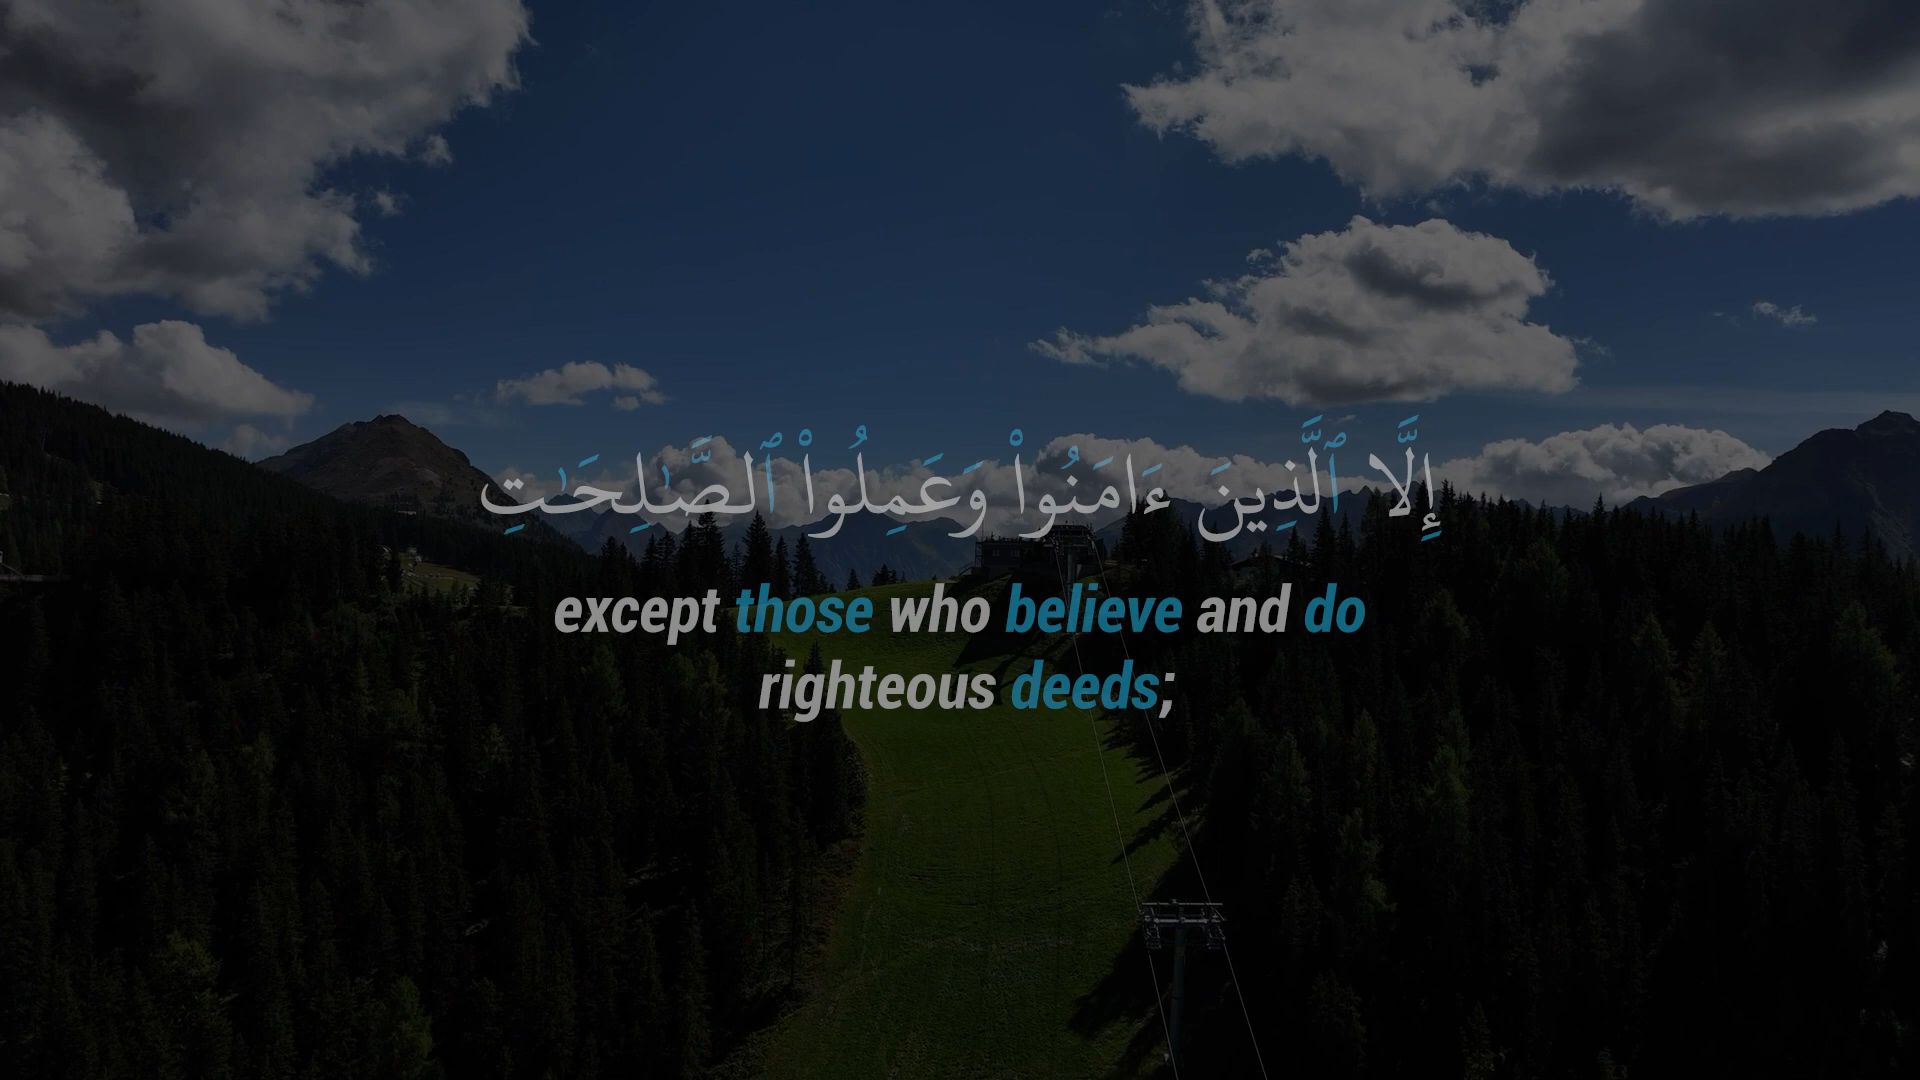 إِلَّا ٱلَّذِينَ ءَامَنُوا۟ وَعَمِلُوا۟ ٱلصَّـٰلِحَـٰتِ
except those who believe and do
righteous deeds;